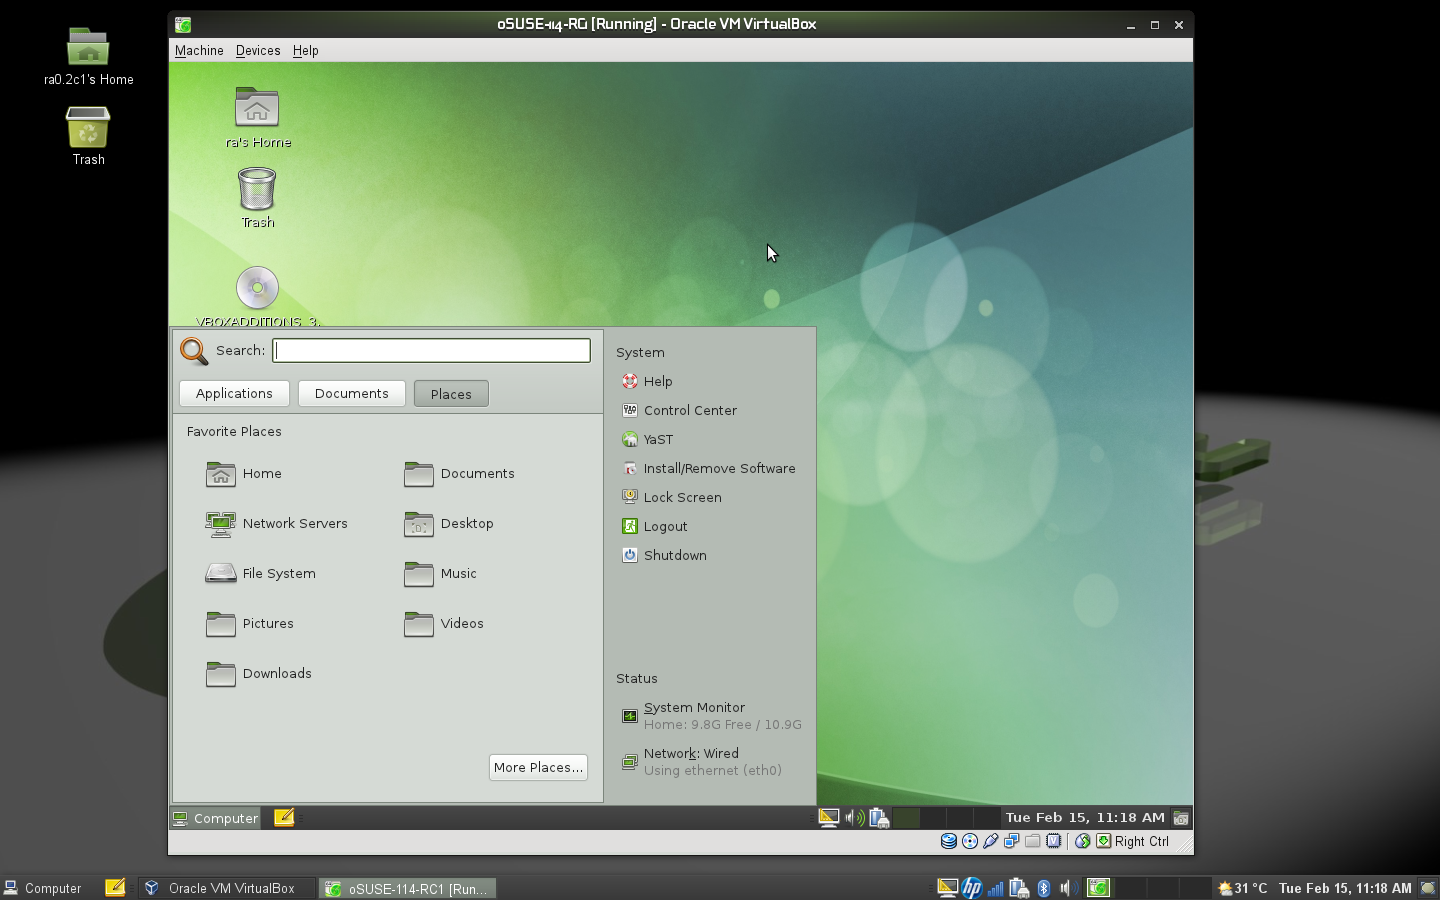 oSUSE-114-RC1 [Running] - Oracle VM VirtualBox
Machine Devices Help
ra0.2c1's Home
Trash
ra's Home
Trash
VBOXADDITIONS_3.
Search:
Applications Documents Places
Favorite Places
Home Documents
Network Servers Desktop
File System Music
Pictures Videos
Downloads
More Places...
System
Help
Control Center
YaST
Install/Remove Software
Lock Screen
Logout
Shutdown
Status
System Monitor
Home: 9.8G Free / 10.9G
Network: Wired
Using ethernet (eth0)
Computer Tue Feb 15, 11:18 AM
Right Ctrl
Computer Oracle VM VirtualBox oSUSE-114-RC1 [Run... hp 31 °C Tue Feb 15, 11:18 AM